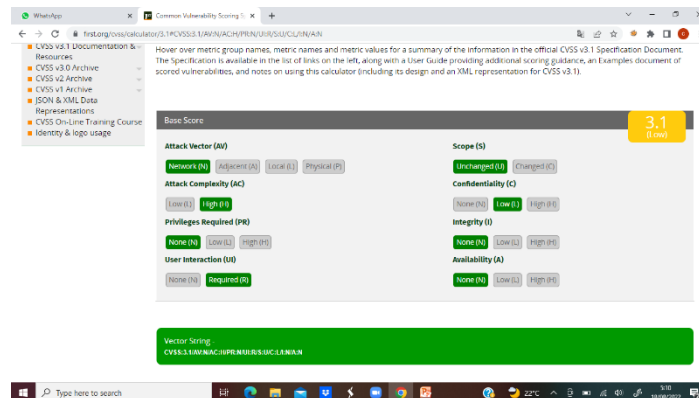 WhatsApp
Common Vulnerability Scoring S
first.org/cvss/calculator/3.1#CVSS:3.1/AV:N/AC:H/PR:N/UI:R/S:U/C:L/I:N/A:N
CVSS v3.1 Documentation &
Resources
CVSS v3.0 Archive
CVSS v2 Archive
CVSS v1 Archive
JSON & XML Data
Representations
CVSS On-Line Training Course
Identity & logo usage
Hover over metric group names, metric names and metric values for a summary of the information in the official CVSS v3.1 Specification Document.
The Specification is available in the list of links on the left, along with a User Guide providing additional scoring guidance, an Examples document of
scored vulnerabilities, and notes on using this calculator (including its design and an XML representation for CVSS v3.1).
Base Score
3.1
(Low)
Attack Vector (AV)
Network (N) Adjacent (A) Local (L) Physical (P)
Attack Complexity (AC)
Low (L) High (H)
Privileges Required (PR)
None (N) Low (L) High (H)
User Interaction (UI)
None (N) Required (R)
Scope (S)
Unchanged (U) Changed (C)
Confidentiality (C)
None (N) Low (L) High (H)
Integrity (I)
None (N) Low (L) High (H)
Availability (A)
None (N) Low (L) High (H)
Vector String -
CVSS:3.1/AV:N/AC:H/PR:N/UI:R/S:U/C:L/I:N/A:N
Type here to search
22°C
5:10
18/08/2022